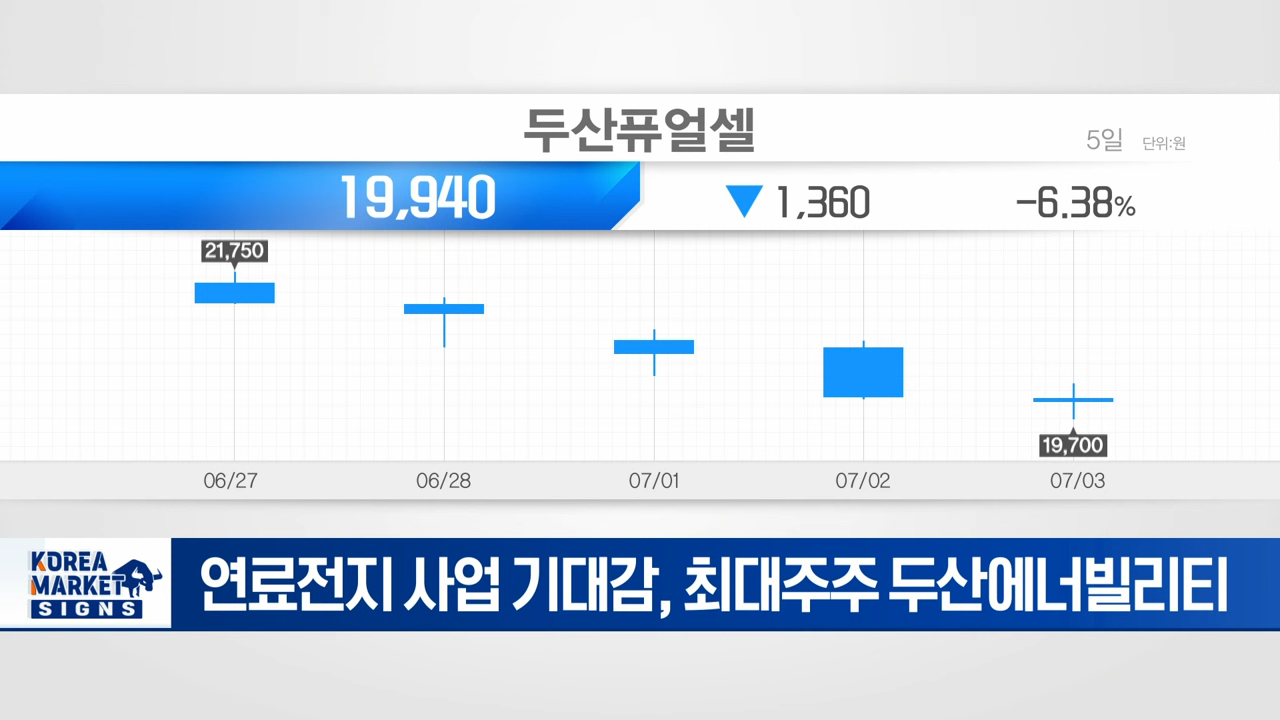 두산퓨얼셀
5일 단위:원
19,940 ▼ 1,360 -6.38%
21,750
19,700
06/27 06/28 07/01 07/02 07/03
KOREA
MARKET
SIGNS
연료전지 사업 기대감, 최대주주 두산에너빌리티